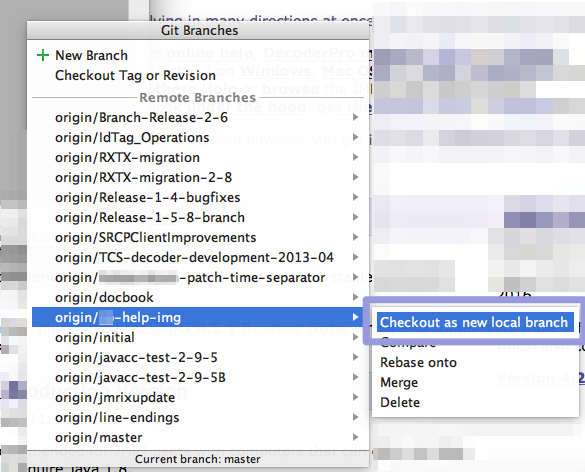 Git Branches
New Branch
Checkout Tag or Revision
Remote Branches
origin/Branch-Release-2-6
origin/IdTag_Operations
origin/RXTX-migration
origin/RXTX-migration-2-8
origin/Release-1-4-bugfixes
origin/Release-1-5-8-branch
origin/SRCPClientImprovements
origin/TCS-decoder-development-2013-04
origin/ -patch-time-separator
origin/docbook
origin/ -help-img
origin/initial
origin/javacc-test-2-9-5
origin/javacc-test-2-9-5B
origin/jmrixupdate
origin/line-endings
origin/master
Current branch: master
Checkout as new local branch
Compare
Rebase onto
Merge
Delete